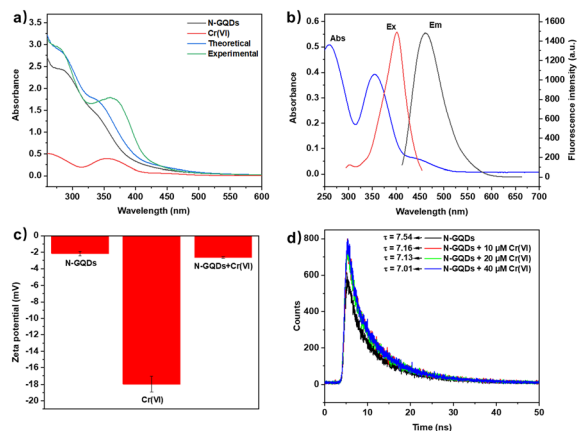 a)
N-GQDs
Cr(VI)
Theoretical
Experimental
3.5
3.0
2.5
2.0
1.5
1.0
0.5
0.0
Absorbance
300 350 400 450 500 550 600
Wavelength (nm)
b)
Abs
Ex
Em
0.6
0.5
0.4
0.3
0.2
0.1
0.0
Absorbance
1600
1400
1200
1000
800
600
400
200
0
Fluorescence intensity (a.u.)
250 300 350 400 450 500 550 600 650 700
Wavelength (nm)
c)
0
-2
-4
-6
-8
-10
-12
-14
-16
-18
-20
Zeta potential (mV)
N-GQDs
Cr(VI)
N-GQDs+Cr(VI)
d)
τ = 7.54 N-GQDs
τ = 7.16 N-GQDs + 10 μM Cr(VI)
τ = 7.13 N-GQDs + 20 μM Cr(VI)
τ = 7.01 N-GQDs + 40 μM Cr(VI)
1000
800
600
400
200
0
Counts
0 10 20 30 40 50
Time (ns)